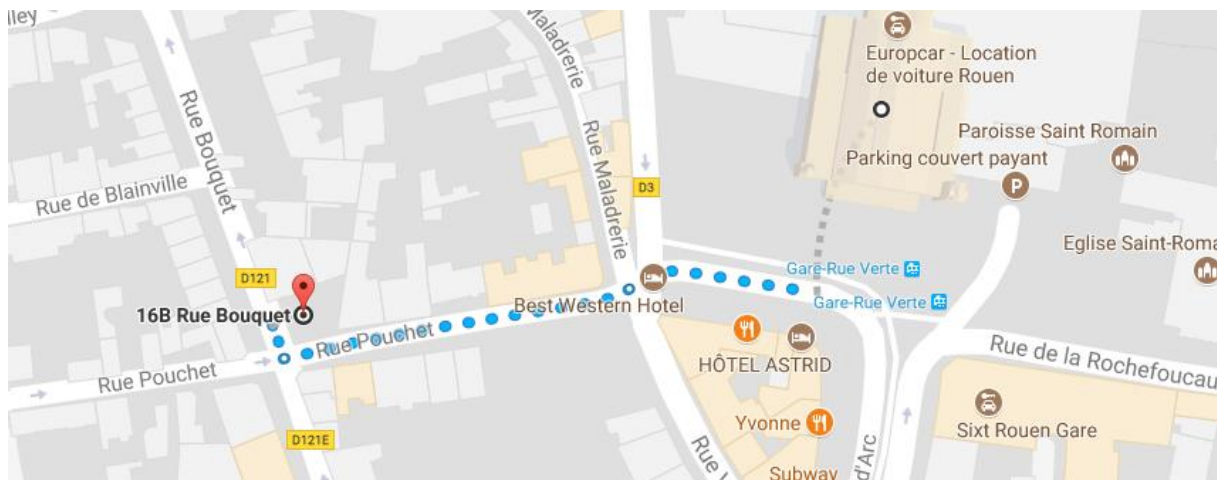 lley
Maladrerie
Europcar - Location
de voiture Rouen
Rue Bouquet
Rue Maladrerie
Paroisse Saint Romain
Parking couvert payant
P
Rue de Blainville
D3
Eglise Saint-Roma
D121
Gare-Rue Verte
16B Rue Bouquet
Best Western Hotel
Gare-Rue Verte
Rue Pouchet
Rue Pouchet
HÔTEL ASTRID
Rue de la Rochefoucau
Yvonne
Sixt Rouen Gare
D121E
Rue
d'Arc
Subway